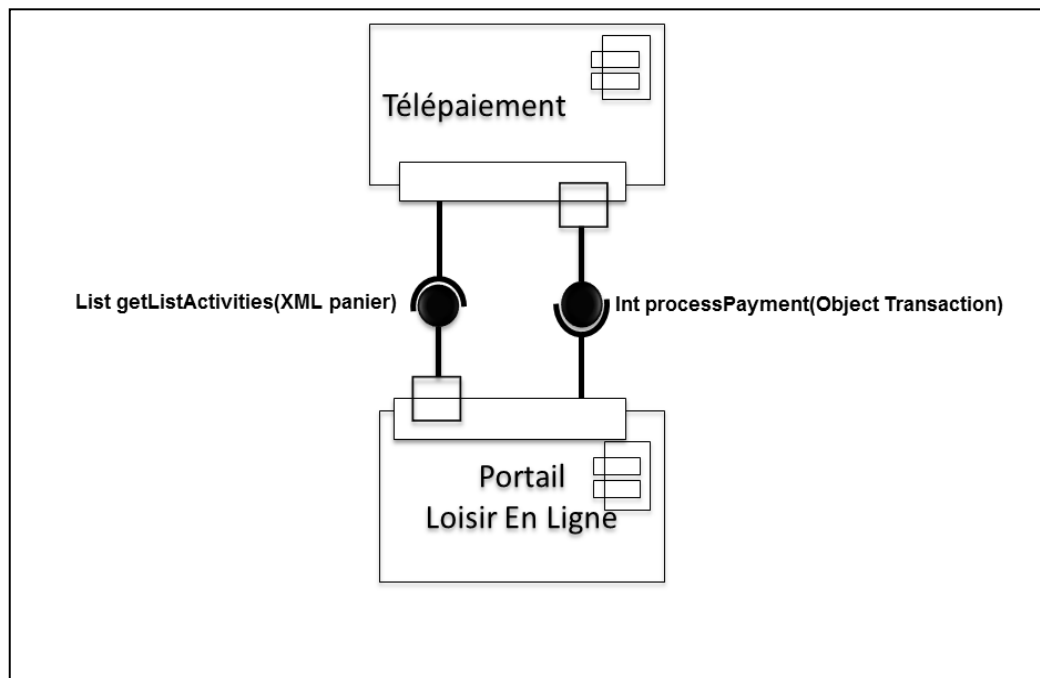 Télépaiement
List getListActivities(XML panier)
Int processPayment(Object Transaction)
Portail
Loisir En Ligne